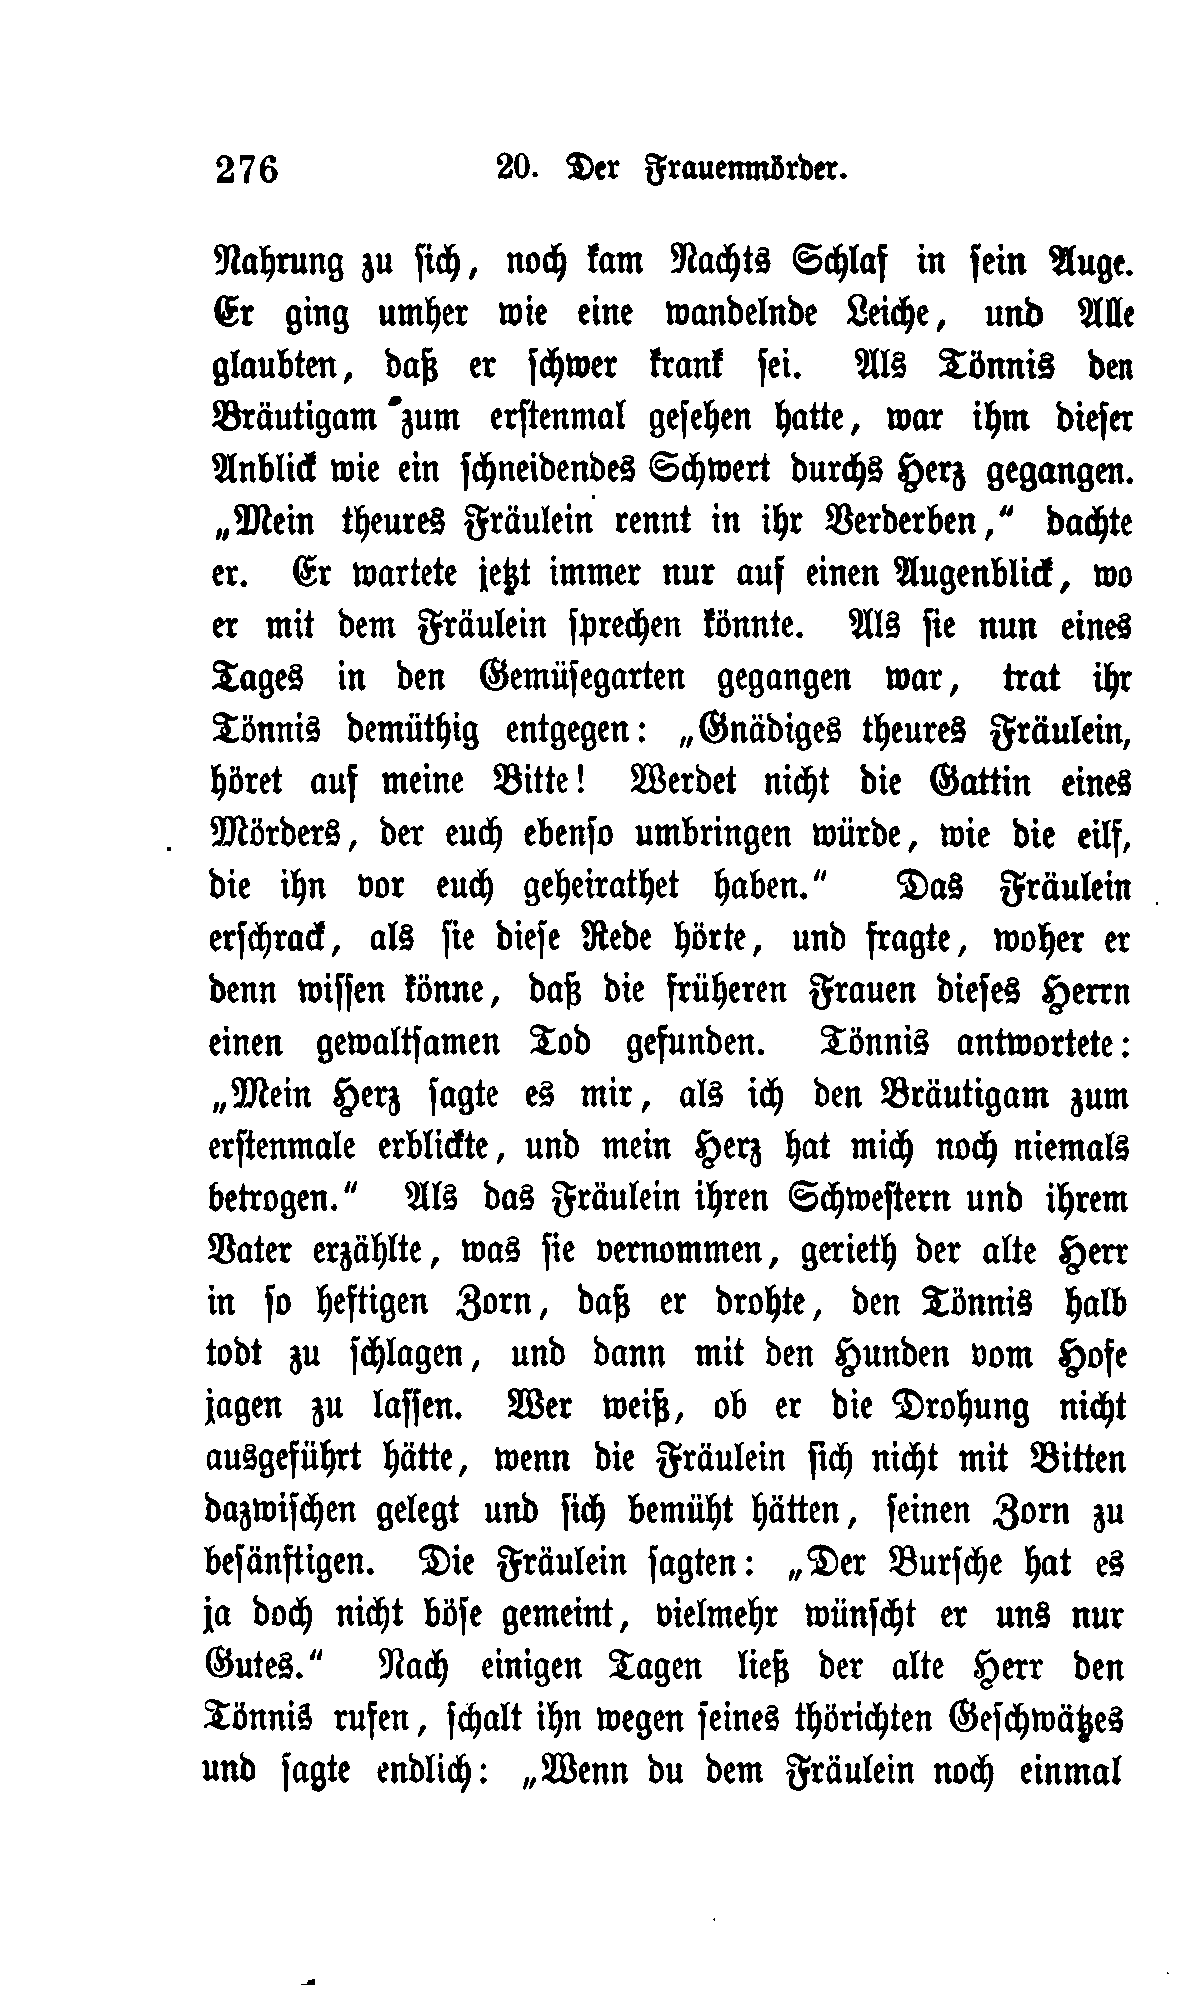 276 20. Der Frauenmörder.
Nahrung zu sich, noch kam Nachts Schlaf in sein Auge.
Er ging umher wie eine wandelnde Leiche, und Alle
glaubten, daß er schwer krank sei. Als Tönnis den
Bräutigam zum erstenmal gesehen hatte, war ihm dieser
Anblick wie ein schneidendes Schwert durchs Herz gegangen.
„Mein theures Fräulein rennt in ihr Verderben,“ dachte
er. Er wartete jetzt immer nur auf einen Augenblick, wo
er mit dem Fräulein sprechen könnte. Als sie nun eines
Tages in den Gemüsegarten gegangen war, trat ihr
Tönnis demüthig entgegen: „Gnädiges theures Fräulein,
höret auf meine Bitte! Werdet nicht die Gattin eines
Mörders, der euch ebenso umbringen würde, wie die eilf,
die ihn vor euch geheirathet haben.“ Das Fräulein
erschrack, als sie diese Rede hörte, und fragte, woher er
denn wissen könne, daß die früheren Frauen dieses Herrn
einen gewaltsamen Tod gefunden. Tönnis antwortete:
„Mein Herz sagte es mir, als ich den Bräutigam zum
erstenmale erblickte, und mein Herz hat mich noch niemals
betrogen.“ Als das Fräulein ihren Schwestern und ihrem
Vater erzählte, was sie vernommen, gerieth der alte Herr
in so heftigen Zorn, daß er drohte, den Tönnis halb
todt zu schlagen, und dann mit den Hunden vom Hofe
jagen zu lassen. Wer weiß, ob er die Drohung nicht
ausgeführt hätte, wenn die Fräulein sich nicht mit Bitten
dazwischen gelegt und sich bemüht hätten, seinen Zorn zu
besänftigen. Die Fräulein sagten: „Der Bursche hat es
ja doch nicht böse gemeint, vielmehr wünscht er uns nur
Gutes.“ Nach einigen Tagen ließ der alte Herr den
Tönnis rufen, schalt ihn wegen seines thörichten Geschwätzes
und sagte endlich: „Wenn du dem Fräulein noch einmal